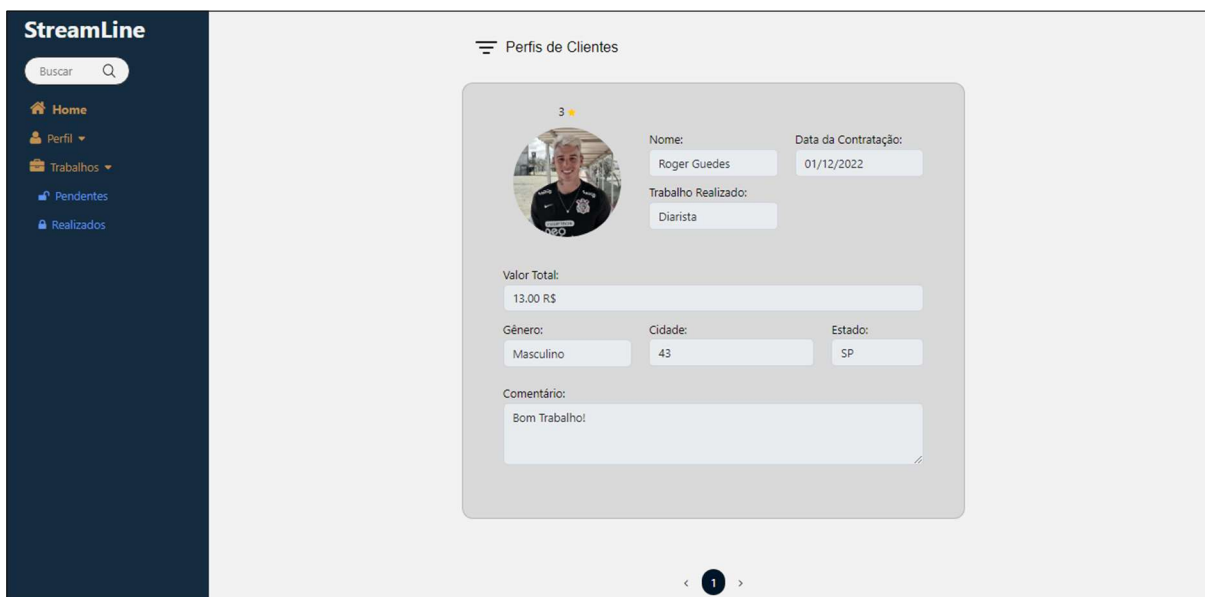 StreamLine
Buscar
Home
Perfil
Trabalhos
Pendentes
Realizados
Perfis de Clientes
3
Nome:
Data da Contratação:
Roger Guedes
01/12/2022
Trabalho Realizado:
Diarista
Valor Total:
13.00 R$
Gênero:
Cidade:
Estado:
Masculino
43
SP
Comentário:
Bom Trabalho!
< 1 >